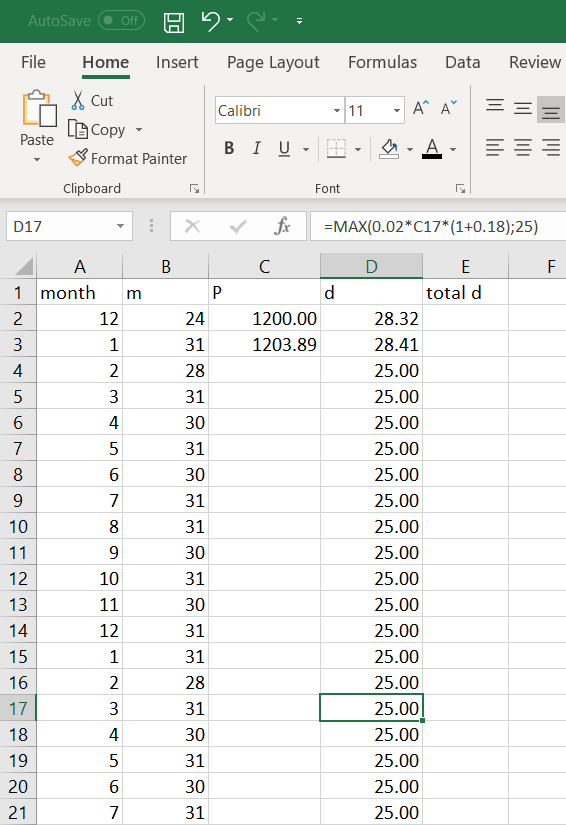 AutoSave Off
File Home Insert Page Layout Formulas Data Review
Paste
Cut
Copy
Format Painter
Clipboard
Calibri 11 A A
B I U A
Font
D17 fx =MAX(0.02*C17*(1+0.18);25)
A B C D E F
1 month m P d total d
2 12 24 1200.00 28.32
3 1 31 1203.89 28.41
4 2 28 25.00
5 3 31 25.00
6 4 30 25.00
7 5 31 25.00
8 6 30 25.00
9 7 31 25.00
10 8 31 25.00
11 9 30 25.00
12 10 31 25.00
13 11 30 25.00
14 12 31 25.00
15 1 31 25.00
16 2 28 25.00
17 3 31 25.00
18 4 30 25.00
19 5 31 25.00
20 6 30 25.00
21 7 31 25.00